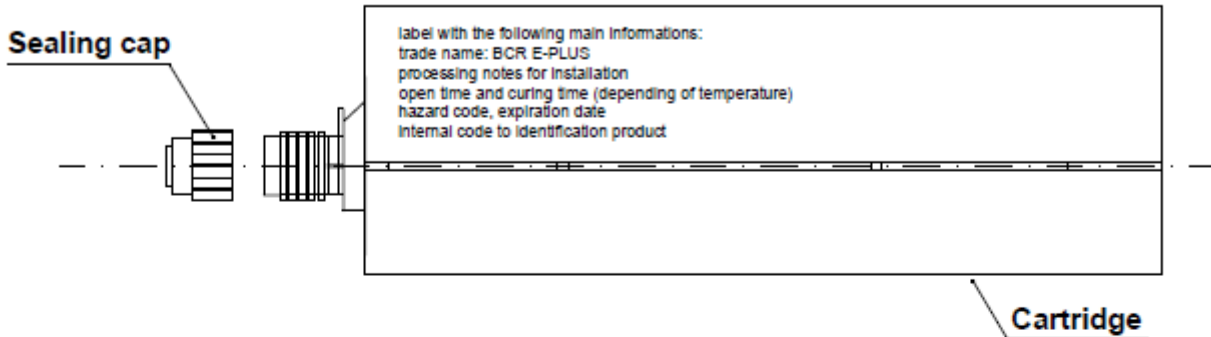 Sealing cap
label with the following main informations:
trade name: BCR E-PLUS
processing notes for installation
open time and curing time (depending of temperature)
hazard code, expiration date
internal code to identification product
Cartridge